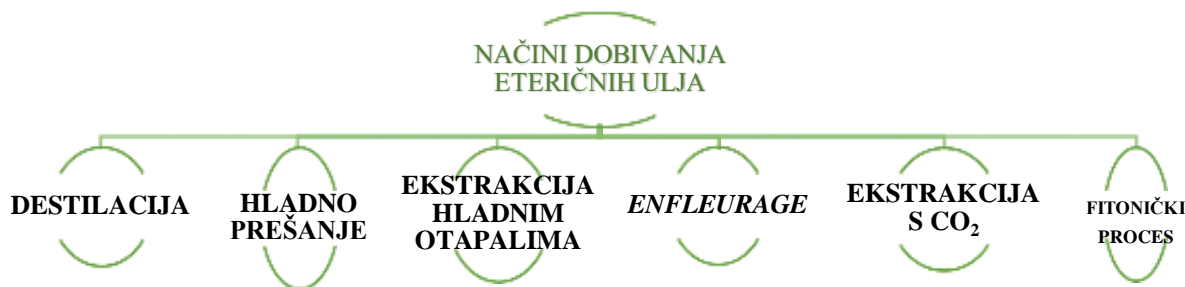 NAČINI DOBIVANJA
ETERIČNIH ULJA
DESTILACIJA
HLADNO
PREŠANJE
EKSTRAKCIJA
HLADNIM
OTAPALIMA
ENFLEURAGE
EKSTRAKCIJA
S CO₂
FITONIČKI
PROCES